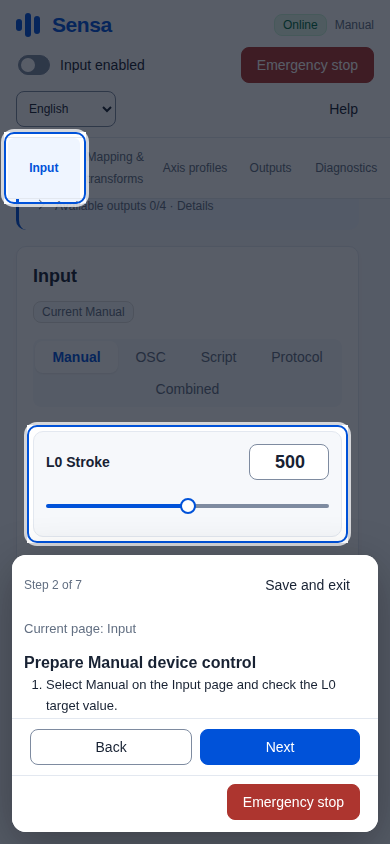 Sensa
Online Manual
Input enabled
Emergency stop
English
Help
Input
Mapping & transforms
Axis profiles
Outputs
Diagnostics
Available outputs 0/4 · Details
Input
Current Manual
Manual
OSC
Script
Protocol
Combined
L0 Stroke
500
Step 2 of 7
Save and exit
Current page: Input
Prepare Manual device control
1. Select Manual on the Input page and check the L0
target value.
Back
Next
Emergency stop